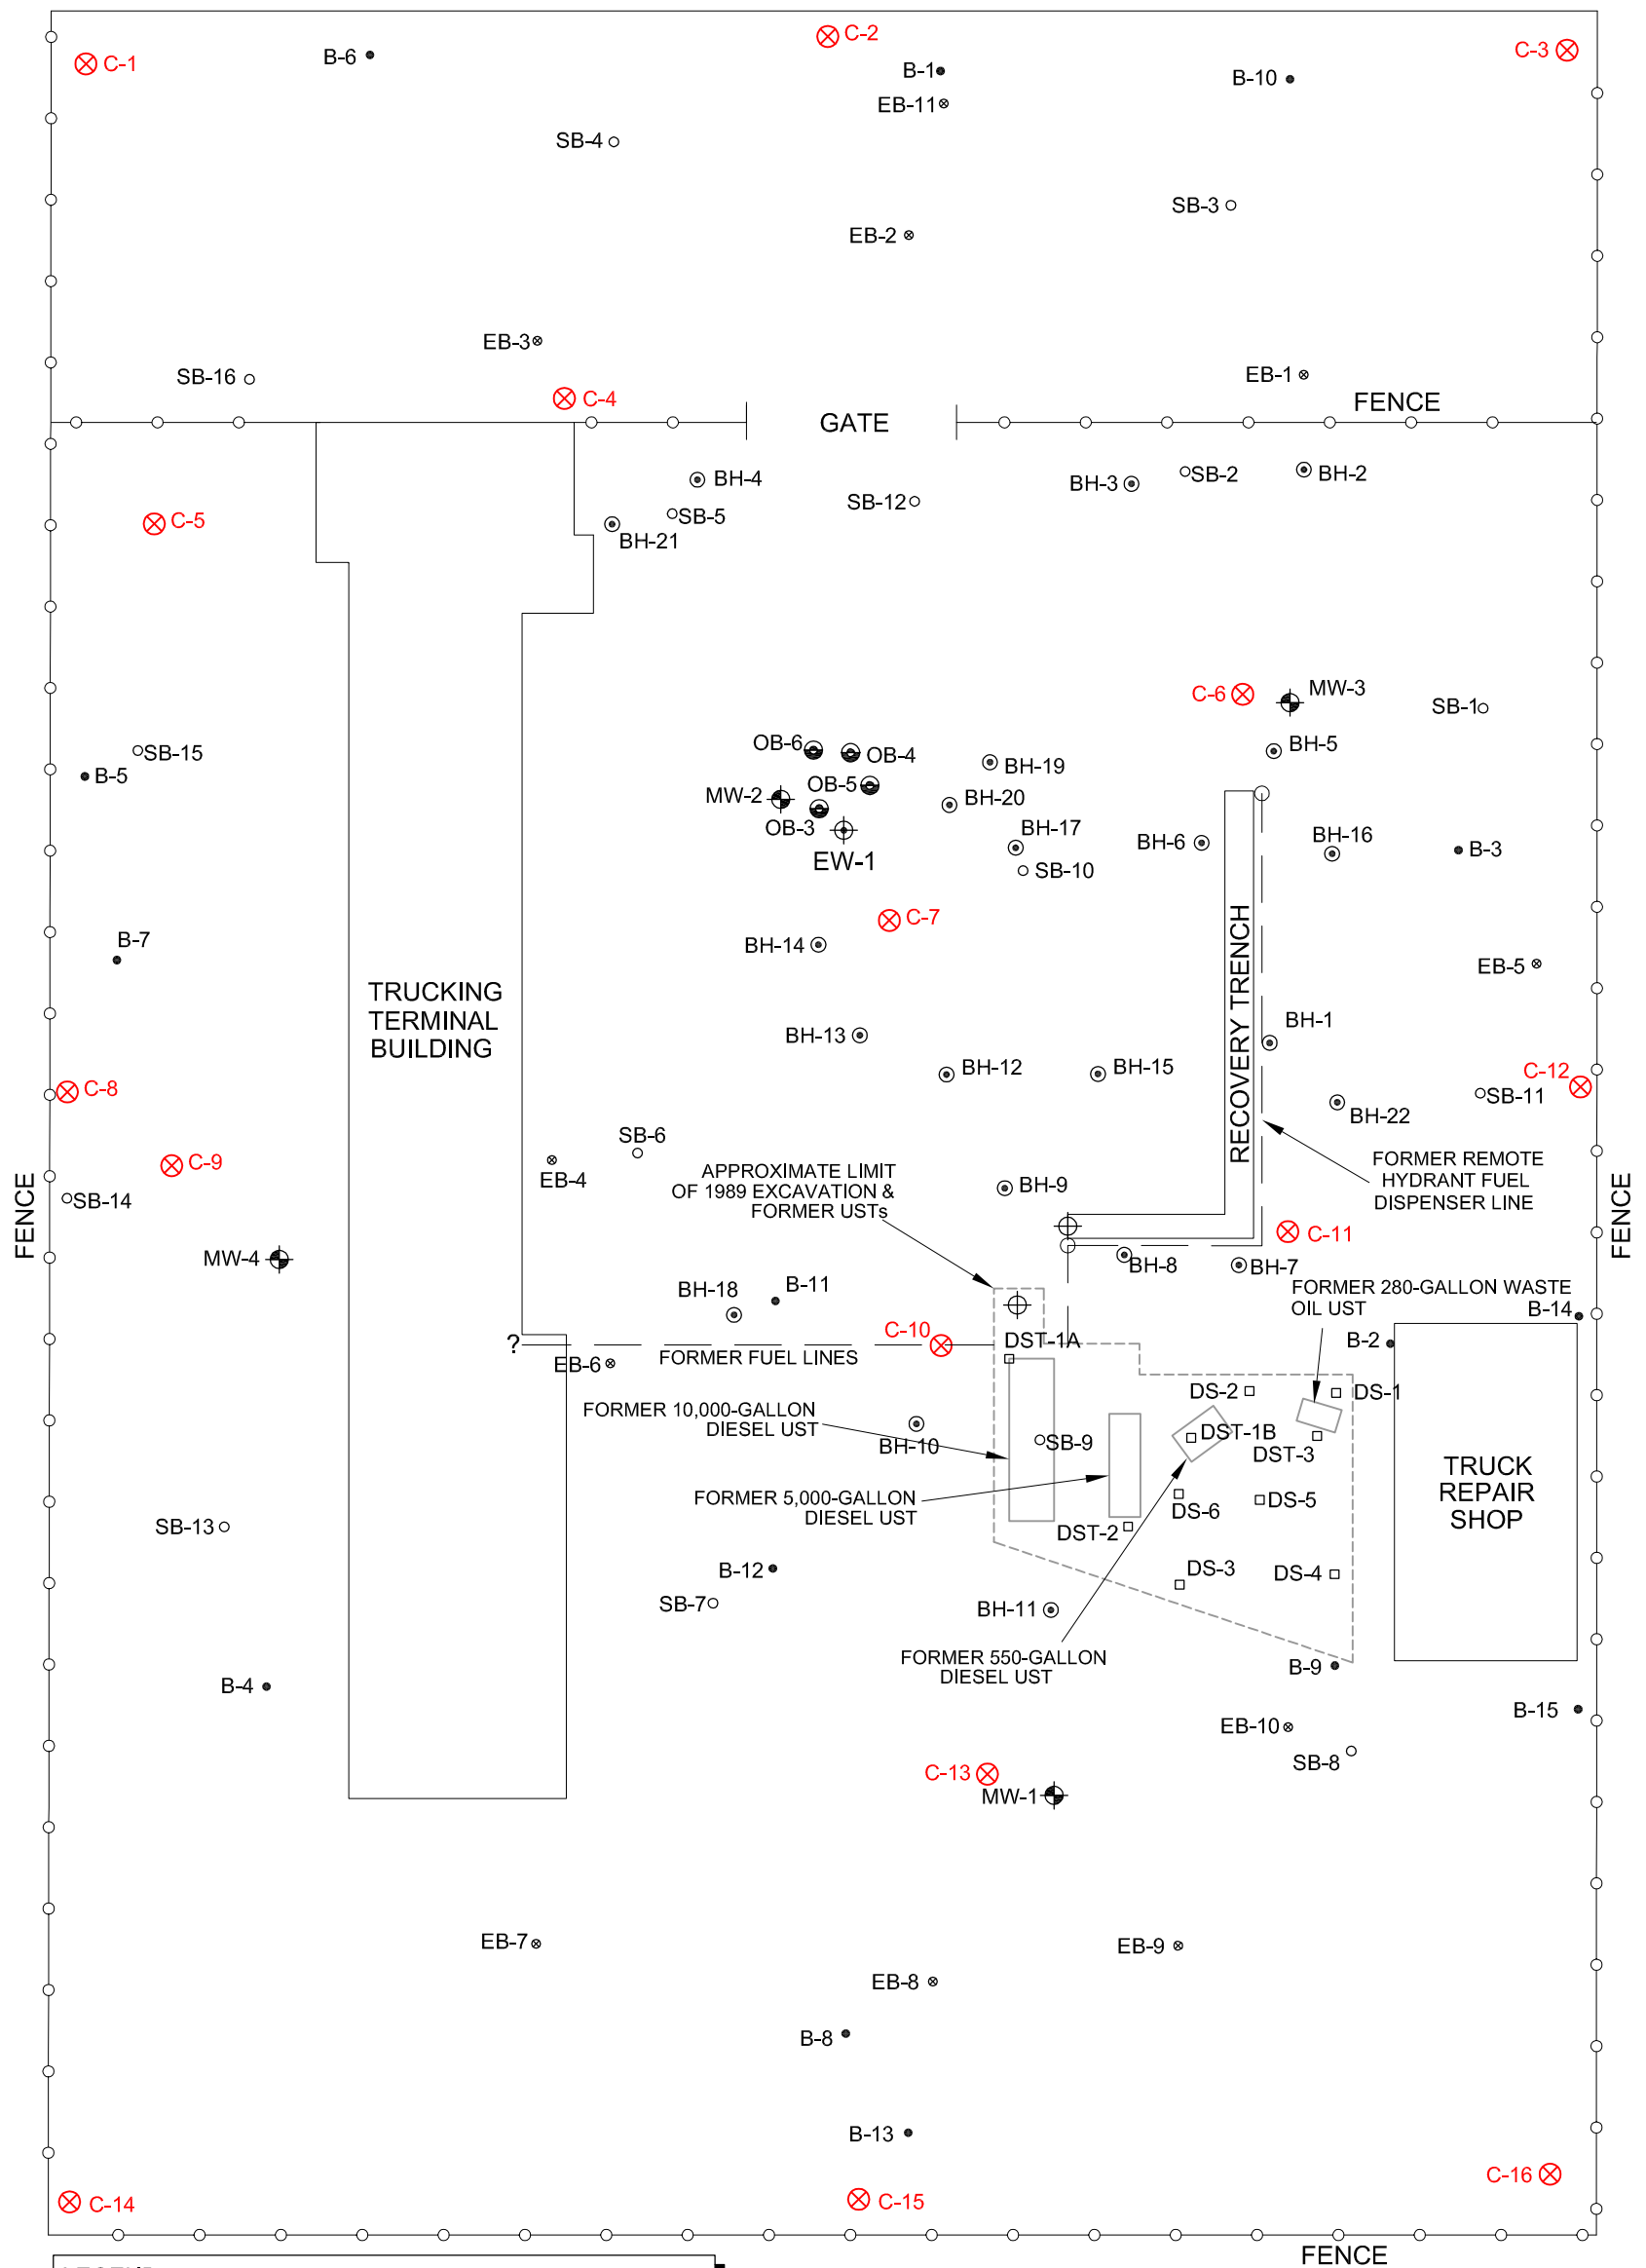 C-1
B-6
C-2
C-3
B-1
B-10
EB-11
SB-4
SB-3
EB-2
EB-3
SB-16
EB-1
C-4
FENCE
GATE
BH-4
BH-3
SB-2
BH-2
SB-12
SB-5
C-5
BH-21
C-6
MW-3
SB-1
OB-6
OB-4
BH-5
SB-15
B-5
BH-19
OB-5
MW-2
BH-20
OB-3
BH-17
BH-6
BH-16
B-3
EW-1
SB-10
C-7
B-7
BH-14
EB-5
RECOVERY TRENCH
TRUCKING
TERMINAL
BUILDING
BH-13
BH-1
BH-12
BH-15
C-12
C-8
SB-11
BH-22
SB-6
C-9
EB-4
APPROXIMATE LIMIT
OF 1989 EXCAVATION &
FORMER USTs
BH-9
FORMER REMOTE
HYDRANT FUEL
DISPENSER LINE
SB-14
FENCE
FENCE
C-11
MW-4
BH-8
BH-7
B-11
BH-18
FORMER 280-GALLON WASTE
OIL UST
B-14
C-10
DST-1A
B-2
?
FORMER FUEL LINES
EB-6
DS-2
DS-1
FORMER 10,000-GALLON
DIESEL UST
BH-10
SB-9
DST-1B
DST-3
TRUCK
REPAIR
SHOP
FORMER 5,000-GALLON
DIESEL UST
DS-6
DS-5
SB-13
DST-2
B-12
DS-3
DS-4
SB-7
BH-11
FORMER 550-GALLON
DIESEL UST
B-9
B-4
B-15
EB-10
SB-8
C-13
MW-1
EB-7
EB-9
EB-8
B-8
B-13
C-16
C-14
C-15
FENCE